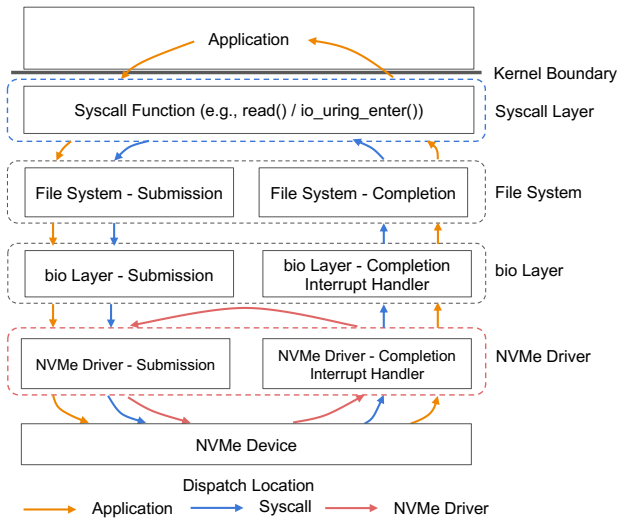 Application
Kernel Boundary
Syscall Function (e.g., read() / io_uring_enter())
Syscall Layer
File System - Submission
File System - Completion
File System
bio Layer - Submission
bio Layer - Completion
Interrupt Handler
bio Layer
NVMe Driver - Submission
NVMe Driver - Completion
Interrupt Handler
NVMe Driver
NVMe Device
Dispatch Location
Application
Syscall
NVMe Driver